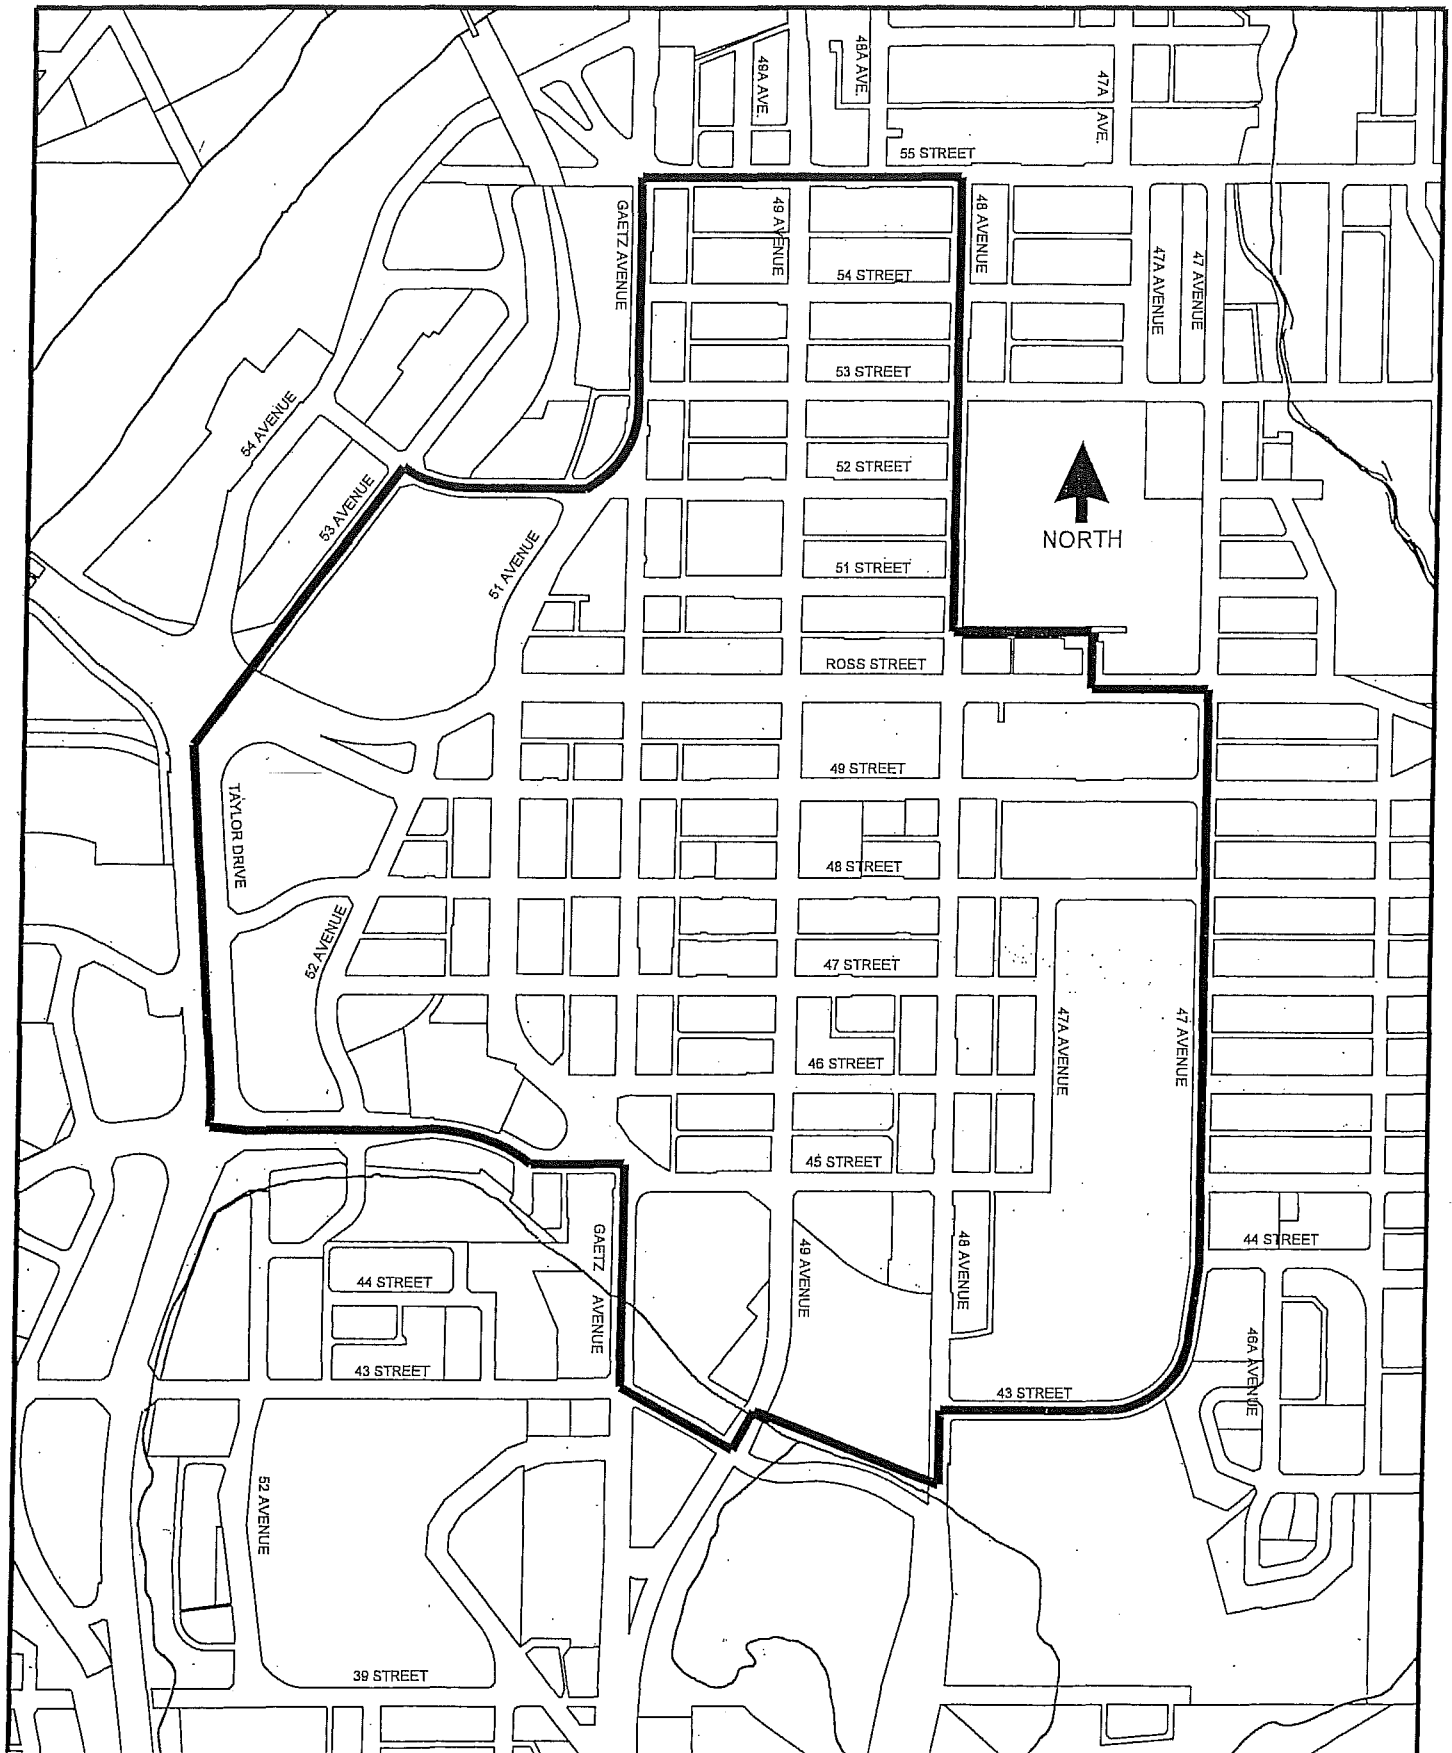 49A AVE.
48A AVE.
47A AVE.
55 STREET
GAETZ AVENUE
49 AVENUE
48 AVENUE
54 STREET
47A AVENUE
47 AVENUE
53 STREET
54 AVENUE
52 STREET
53 AVENUE
NORTH
51 AVENUE
51 STREET
ROSS STREET
49 STREET
TAYLOR DRIVE
48 STREET
52 AVENUE
47 STREET
47A AVENUE
47 AVENUE
46 STREET
45 STREET
GAETZ AVENUE
49 AVENUE
48 AVENUE
44 STREET
44 STREET
43 STREET
46A AVENUE
43 STREET
52 AVENUE
39 STREET